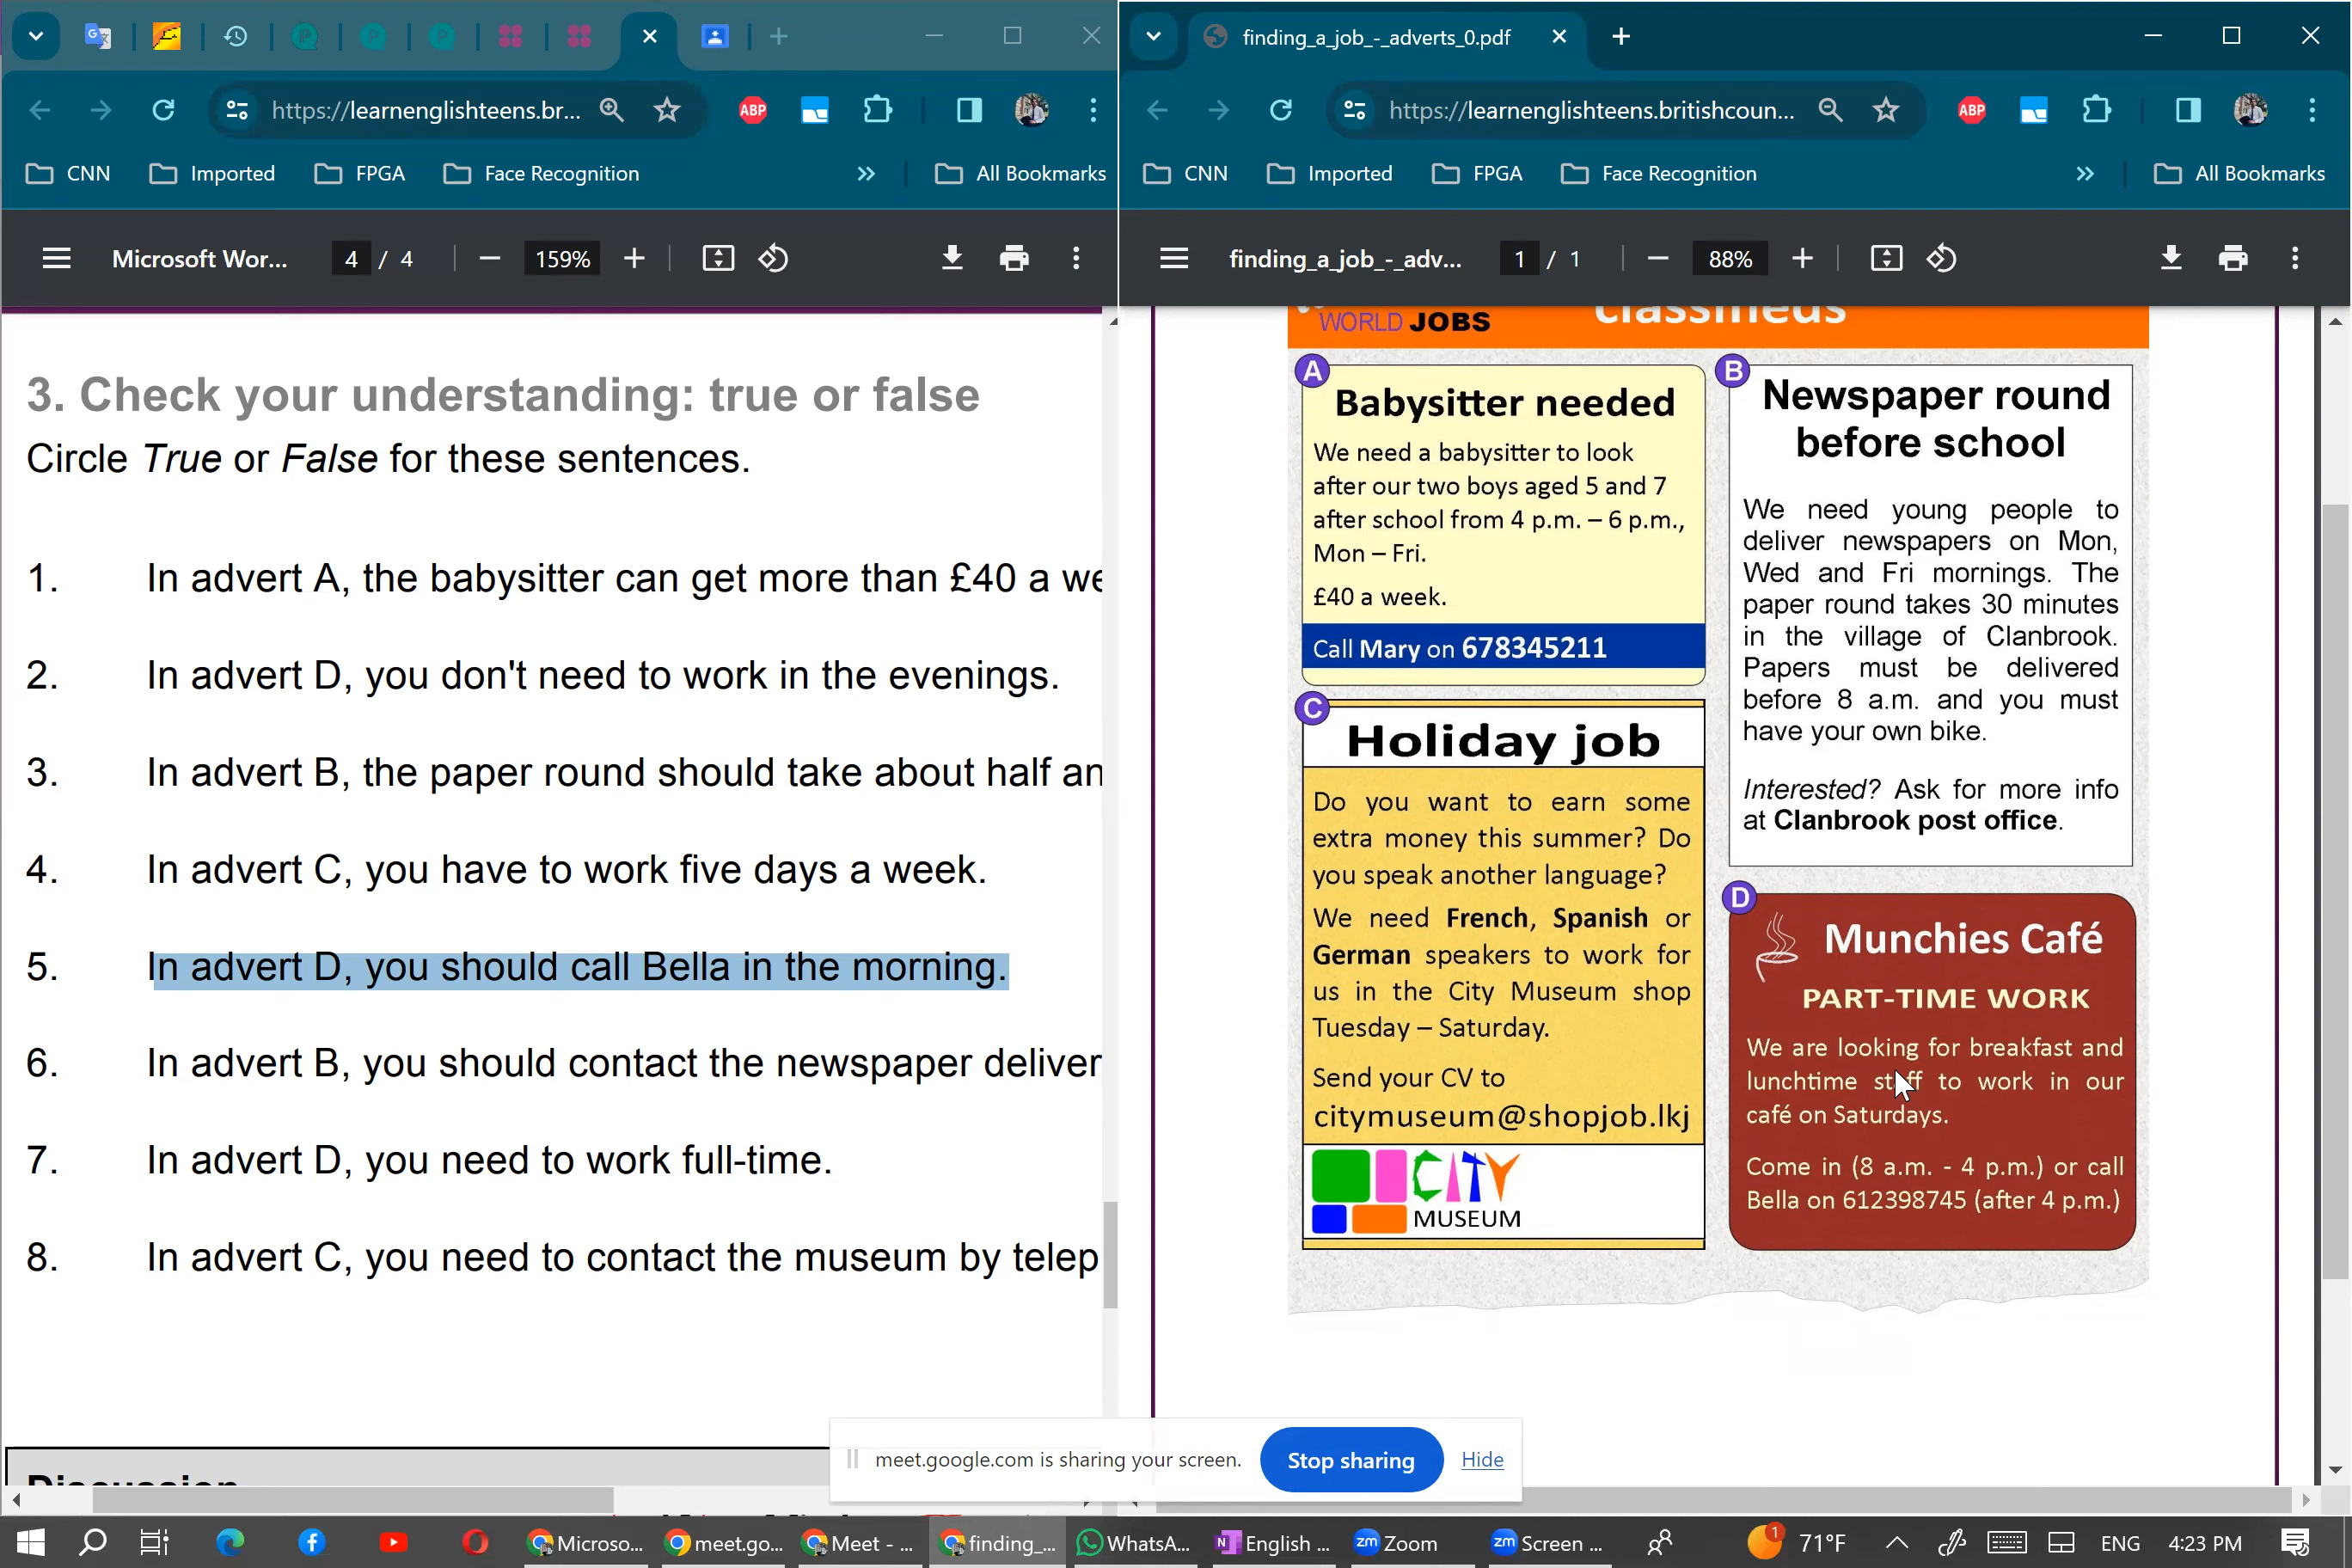 finding_a_job_-_adverts_0.pdf
https://learnenglishteens.br...
ABP
https://learnenglishteens.britishcoun...
ABP
CNN
Imported
FPGA
Face Recognition
All Bookmarks
CNN
Imported
FPGA
Face Recognition
All Bookmarks
Microsoft Wor...
4 / 4
159%
finding_a_job_-_adv...
1 / 1
88%
3. Check your understanding: true or false
Circle True or False for these sentences.
1. In advert A, the babysitter can get more than £40 a we
2. In advert D, you don't need to work in the evenings.
3. In advert B, the paper round should take about half an
4. In advert C, you have to work five days a week.
5. In advert D, you should call Bella in the morning.
6. In advert B, you should contact the newspaper deliver
7. In advert D, you need to work full-time.
8. In advert C, you need to contact the museum by telep
Discussion
WORLD JOBS
classifieds
A
Babysitter needed
We need a babysitter to look
after our two boys aged 5 and 7
after school from 4 p.m. – 6 p.m.,
Mon – Fri.
£40 a week.
Call Mary on 678345211
B
Newspaper round
before school
We need young people to
deliver newspapers on Mon,
Wed and Fri mornings. The
paper round takes 30 minutes
in the village of Clanbrook.
Papers must be delivered
before 8 a.m. and you must
have your own bike.
Interested? Ask for more info
at Clanbrook post office.
C
Holiday job
Do you want to earn some
extra money this summer? Do
you speak another language?
We need French, Spanish or
German speakers to work for
us in the City Museum shop
Tuesday – Saturday.
Send your CV to
citymuseum@shopjob.lkj
CITY
MUSEUM
D
Munchies Café
PART-TIME WORK
We are looking for breakfast and
lunchtime staff to work in our
café on Saturdays.
Come in (8 a.m. - 4 p.m.) or call
Bella on 612398745 (after 4 p.m.)
meet.google.com is sharing your screen.
Stop sharing
Hide
Microso...
meet.go...
Meet - ...
finding_...
WhatsA...
English ...
zm Zoom
zm Screen ...
1
71°F
ENG
4:23 PM